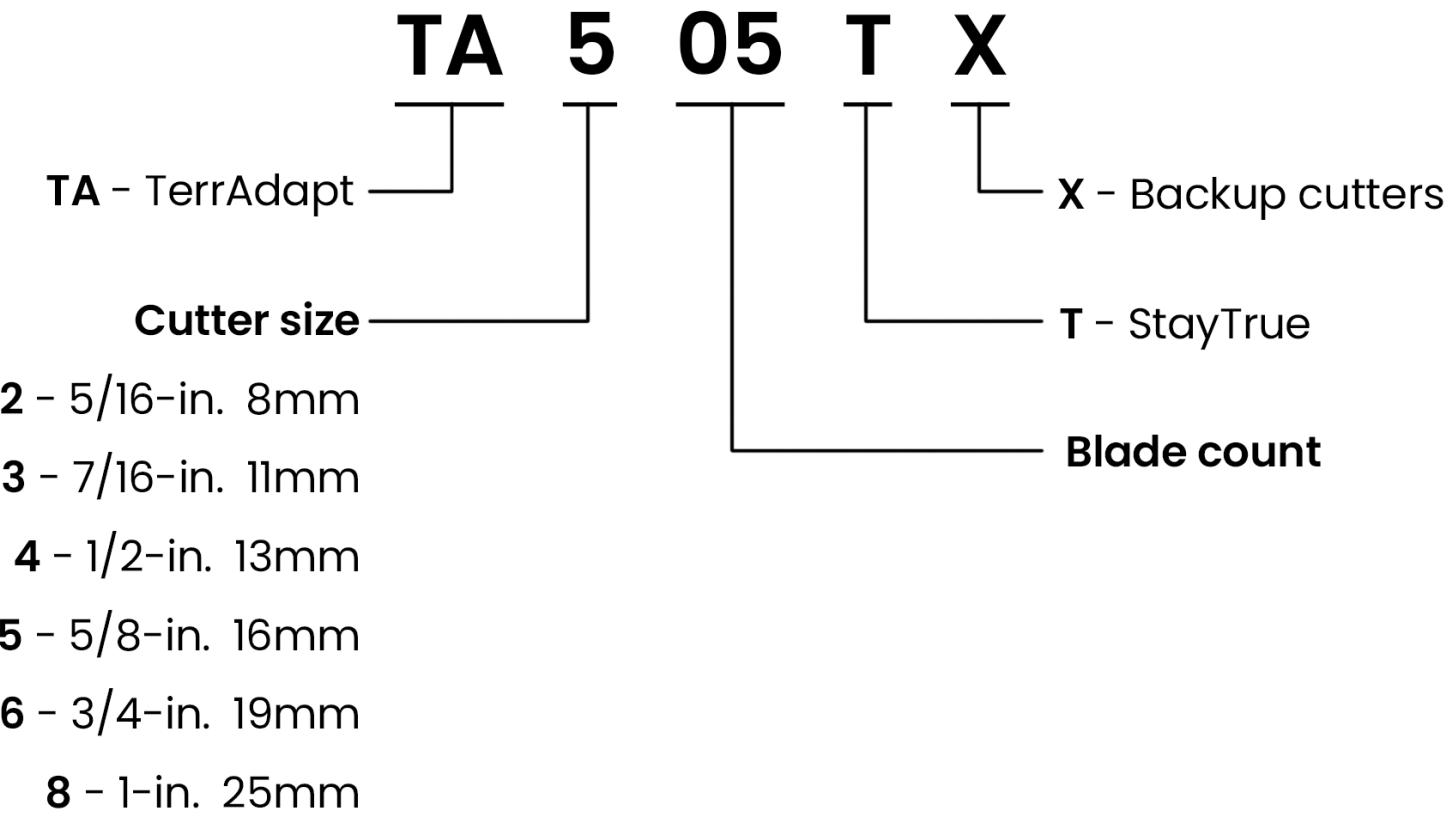 TA 5 05 T X
TA - TerrAdapt
X - Backup cutters
Cutter size
T - StayTrue
2 - 5/16-in. 8mm
Blade count
3 - 7/16-in. 11mm
4 - 1/2-in. 13mm
5 - 5/8-in. 16mm
6 - 3/4-in. 19mm
8 - 1-in. 25mm